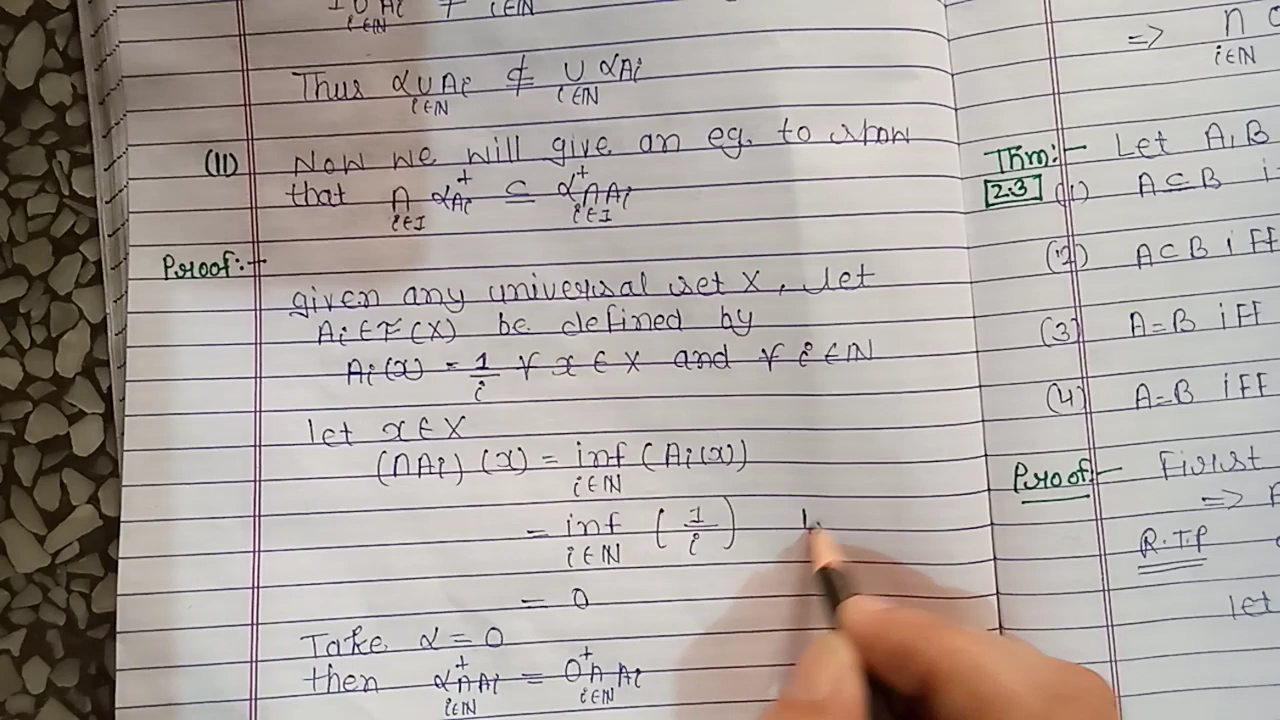 i∈N i∈N
Thus α∪Ai ⊄ ∪ αAi
i∈N i∈N
(II) Now we will give an eg. to show
that ∩ α⁺Ai ⊆ α⁺∩Ai
i∈I i∈I
Proof:-
given any universal set X, let
Ai∈F(X) be defined by
Ai(x) = 1/i ∀ x ∈ X and ∀ i ∈ N
let x∈X
(∩Ai)(x) = inf (Ai(x))
i∈N
= inf (1/i)
i∈N
= 0
Take α = 0
then α⁺∩Ai = 0⁺∩ Ai
i∈N i∈N
=> ∩
i∈N
Thm:- Let A,B
2.3 (1) A⊆B i
(2) A⊂B iff
(3) A=B iff
(4) A=B iff
Proof:- First
=>
R.T.P
let